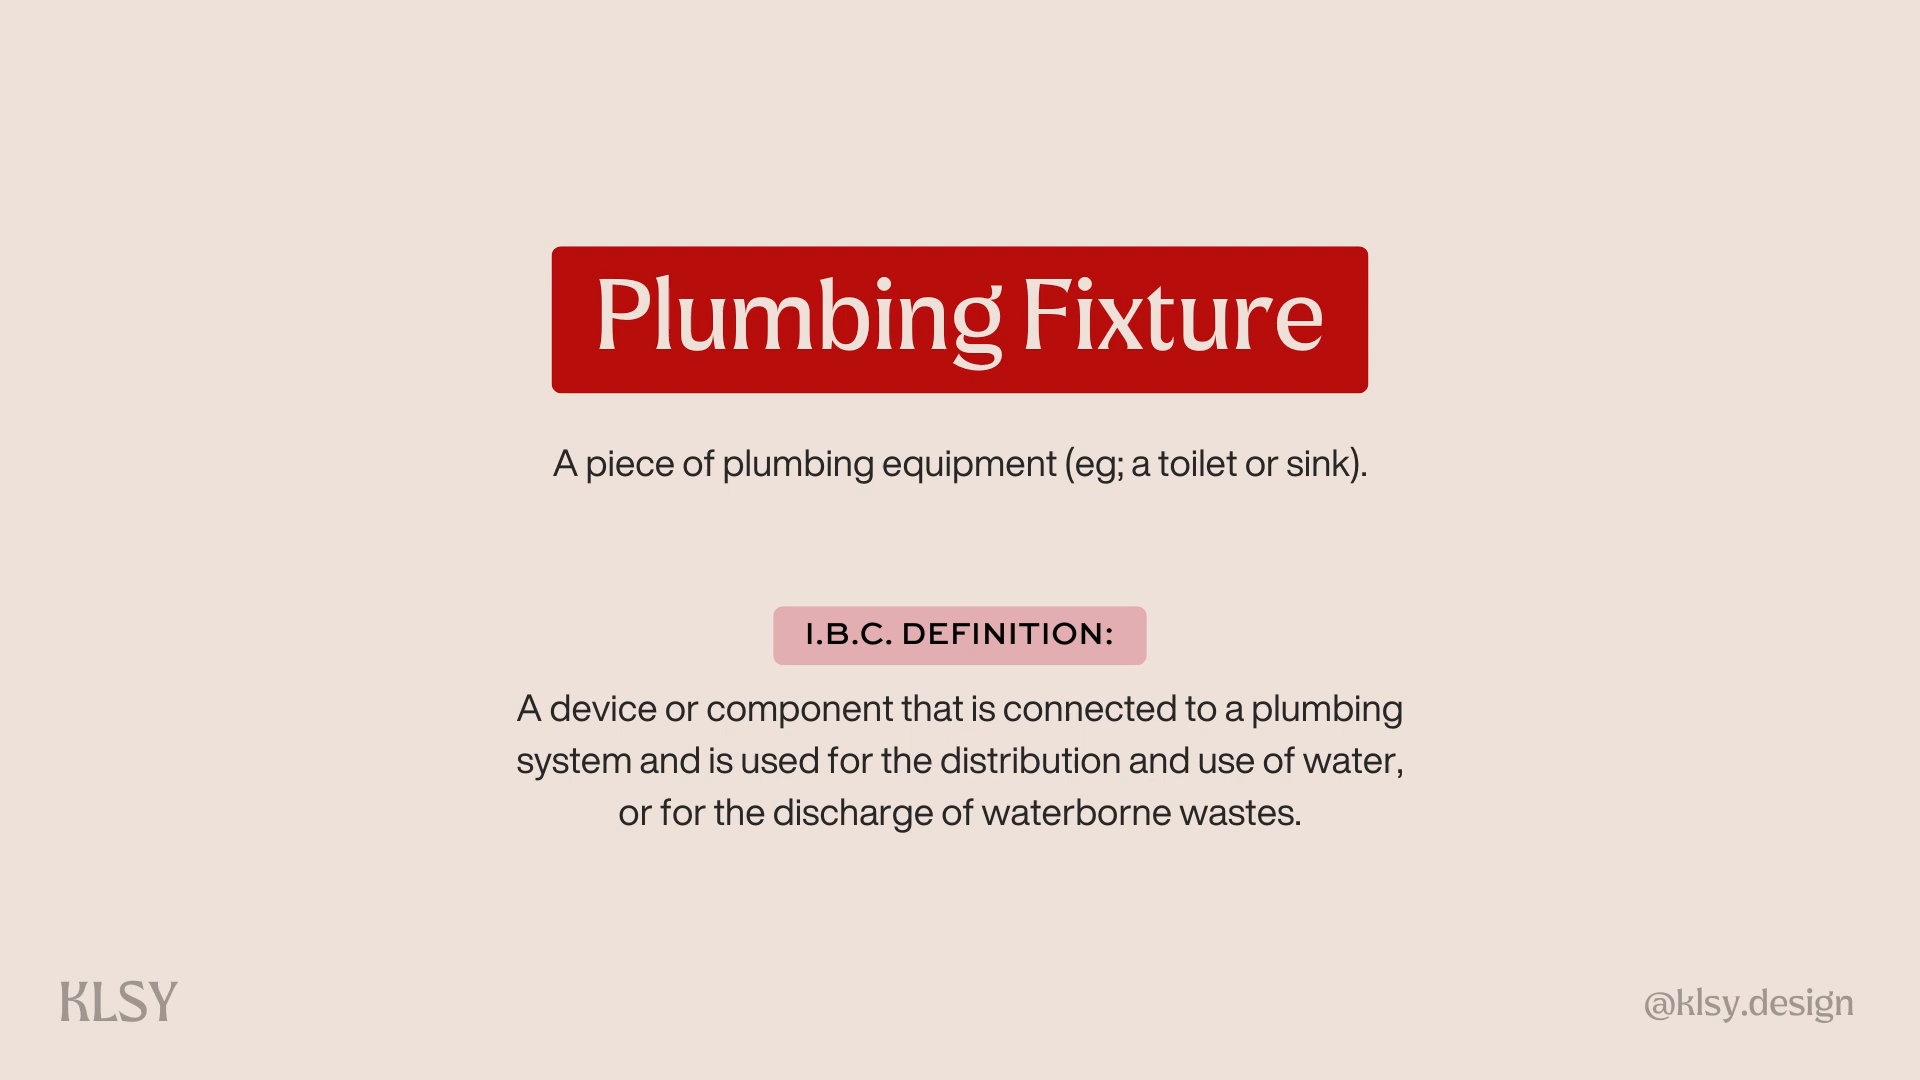 Plumbing Fixture
A piece of plumbing equipment (eg; a toilet or sink).
I.B.C. DEFINITION:
A device or component that is connected to a plumbing
system and is used for the distribution and use of water,
or for the discharge of waterborne wastes.
KLSY
@klsy.design